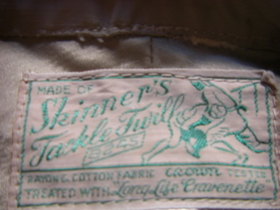 MADE OF
Skinner's
Tackle Twill
RAYON & COTTON FABRIC CROWN TESTED
TREATED WITH Long-Life Cravenette